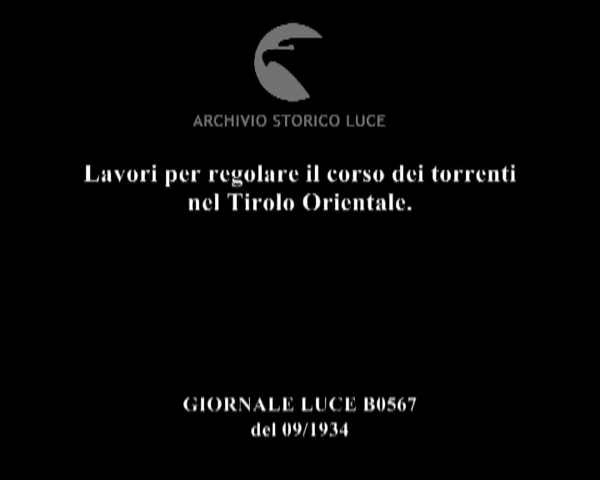 ARCHIVIO STORICO LUCE
Lavori per regolare il corso dei torrenti
nel Tirolo Orientale.
GIORNALE LUCE B0567
del 09/1934